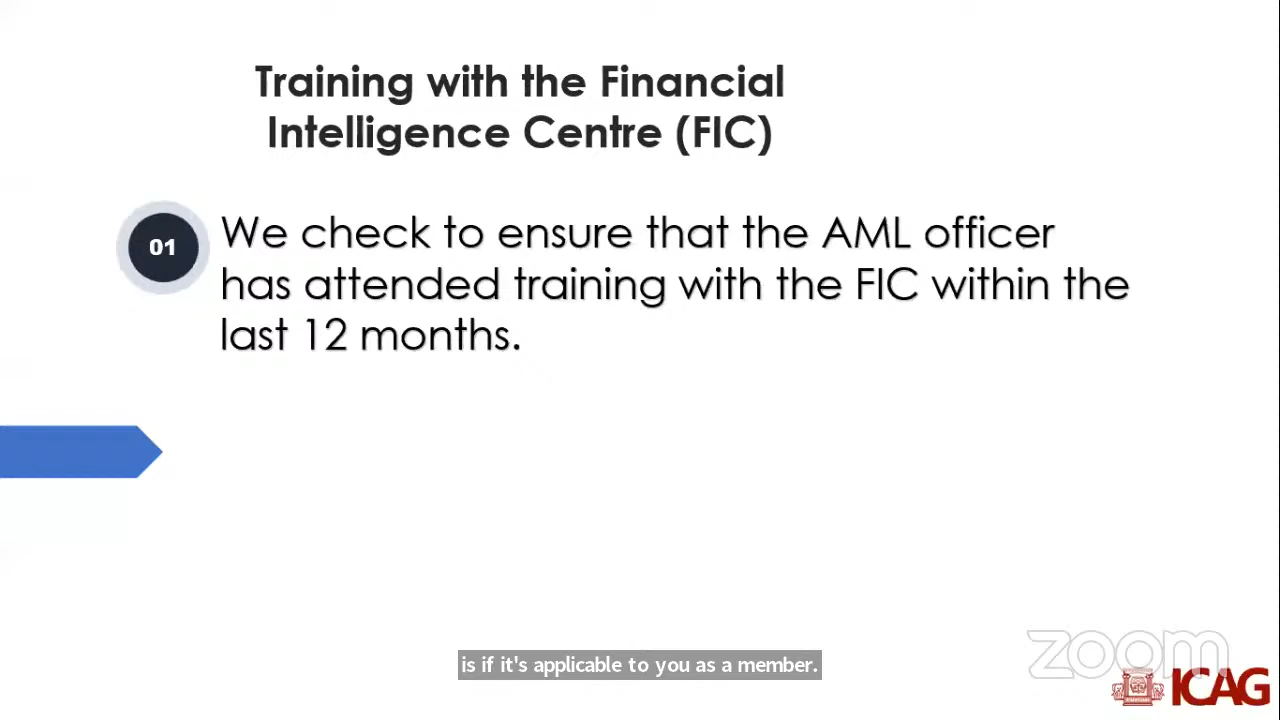 Training with the Financial
Intelligence Centre (FIC)
01
We check to ensure that the AML officer
has attended training with the FIC within the
last 12 months.
is if it's applicable to you as a member.
zoom
ICAG